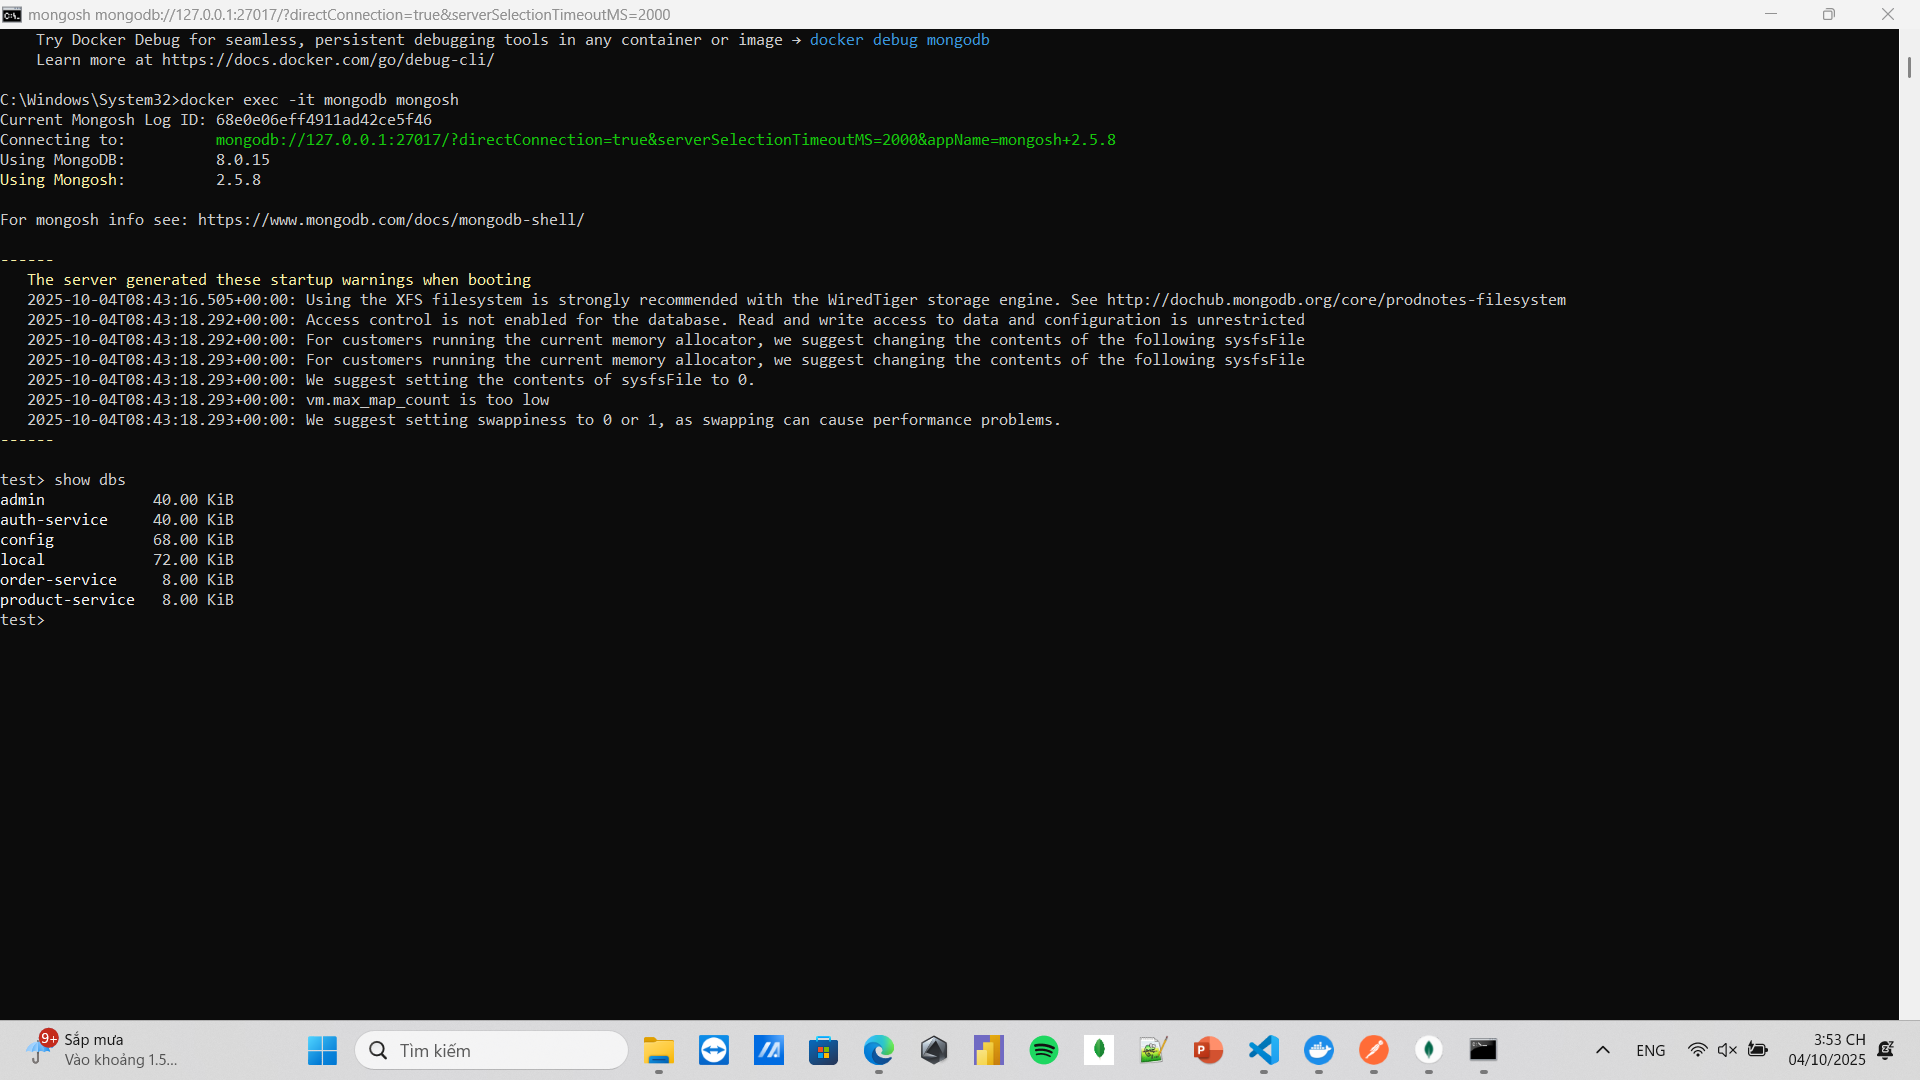 mongosh mongodb://127.0.0.1:27017/?directConnection=true&serverSelectionTimeoutMS=2000
Try Docker Debug for seamless, persistent debugging tools in any container or image → docker debug mongodb
Learn more at https://docs.docker.com/go/debug-cli/
C:\Windows\System32>docker exec -it mongodb mongosh
Current Mongosh Log ID: 68e0e06eff4911ad42ce5f46
Connecting to: mongodb://127.0.0.1:27017/?directConnection=true&serverSelectionTimeoutMS=2000&appName=mongosh+2.5.8
Using MongoDB: 8.0.15
Using Mongosh: 2.5.8
For mongosh info see: https://www.mongodb.com/docs/mongodb-shell/
------
The server generated these startup warnings when booting
2025-10-04T08:43:16.505+00:00: Using the XFS filesystem is strongly recommended with the WiredTiger storage engine. See http://dochub.mongodb.org/core/prodnotes-filesystem
2025-10-04T08:43:18.292+00:00: Access control is not enabled for the database. Read and write access to data and configuration is unrestricted
2025-10-04T08:43:18.292+00:00: For customers running the current memory allocator, we suggest changing the contents of the following sysfsFile
2025-10-04T08:43:18.293+00:00: For customers running the current memory allocator, we suggest changing the contents of the following sysfsFile
2025-10-04T08:43:18.293+00:00: We suggest setting the contents of sysfsFile to 0.
2025-10-04T08:43:18.293+00:00: vm.max_map_count is too low
2025-10-04T08:43:18.293+00:00: We suggest setting swappiness to 0 or 1, as swapping can cause performance problems.
------
test> show dbs
admin 40.00 KiB
auth-service 40.00 KiB
config 68.00 KiB
local 72.00 KiB
order-service 8.00 KiB
product-service 8.00 KiB
test>
9+
Sắp mưa
Vào khoảng 1.5...
Tìm kiếm
ENG
3:53 CH
04/10/2025